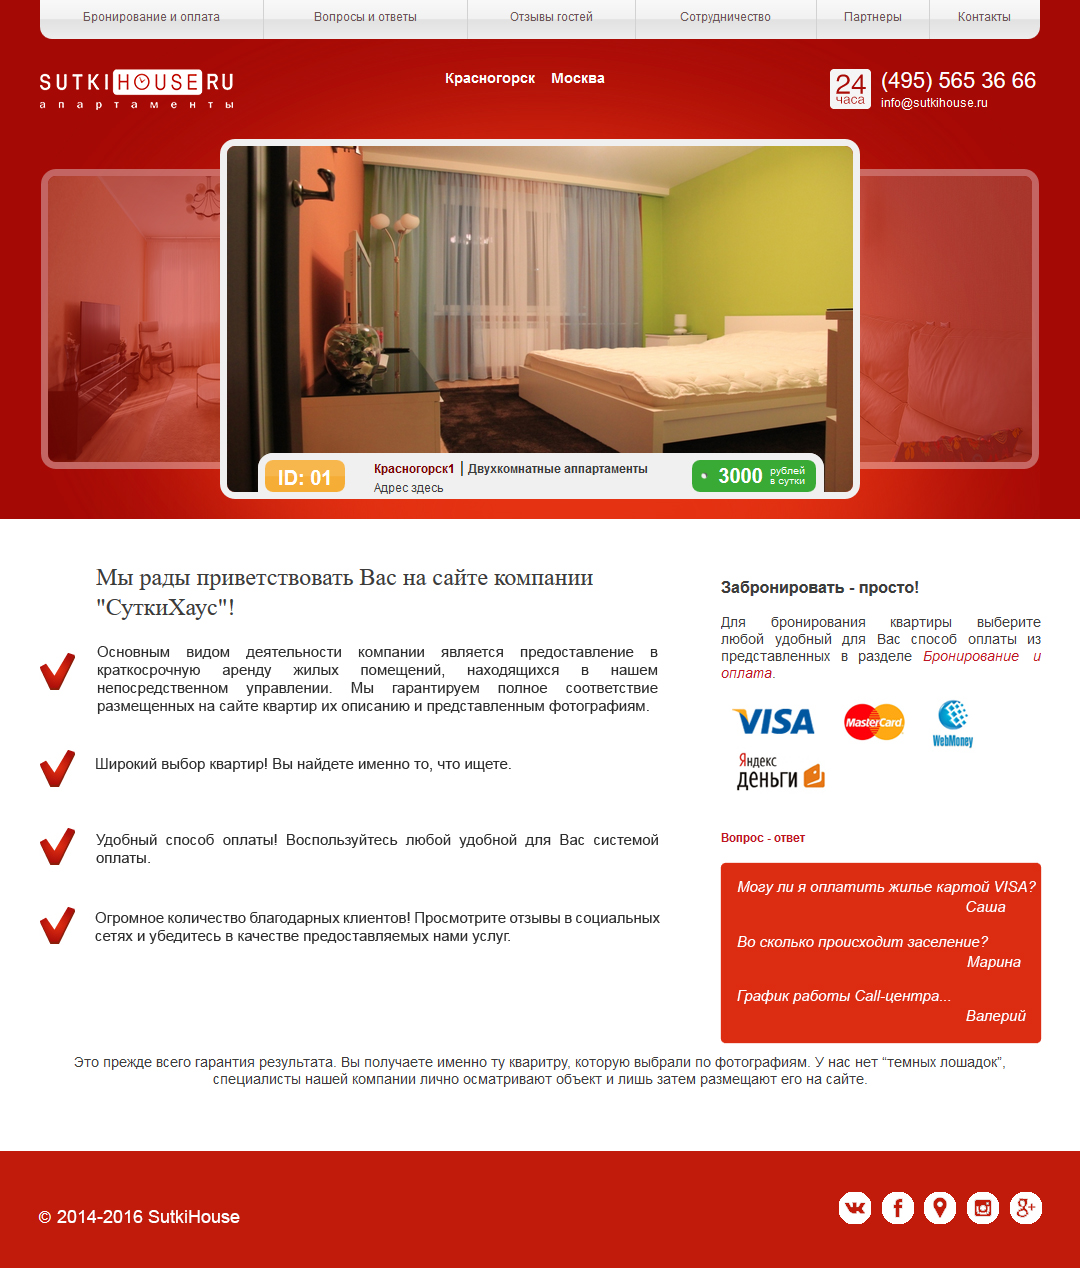 Бронирование и оплата Вопросы и ответы Отзывы гостей Сотрудничество Партнеры Контакты
SUTKIHOUSE.RU
апартаменты
Красногорск Москва
24 часа
(495) 565 36 66
info@sutkihouse.ru
ID: 01
Красногорск1 | Двухкомнатные аппартаменты
Адрес здесь
3000 рублей в сутки
Мы рады приветствовать Вас на сайте компании
"СуткиХаус"!
Основным видом деятельности компании является предоставление в
краткосрочную аренду жилых помещений, находящихся в нашем
непосредственном управлении. Мы гарантируем полное соответствие
размещенных на сайте квартир их описанию и представленным фотографиям.
Широкий выбор квартир! Вы найдете именно то, что ищете.
Удобный способ оплаты! Воспользуйтесь любой удобной для Вас системой
оплаты.
Огромное количество благодарных клиентов! Просмотрите отзывы в социальных
сетях и убедитесь в качестве предоставляемых нами услуг.
Забронировать - просто!
Для бронирования квартиры выберите
любой удобный для Вас способ оплаты из
представленных в разделе Бронирование и
оплата.
VISA MasterCard WebMoney
Яндекс
деньги
Вопрос - ответ
Могу ли я оплатить жилье картой VISA?
Саша
Во сколько происходит заселение?
Марина
График работы Call-центра...
Валерий
Это прежде всего гарантия результата. Вы получаете именно ту кваритру, которую выбрали по фотографиям. У нас нет “темных лошадок”,
специалисты нашей компании лично осматривают объект и лишь затем размещают его на сайте.
© 2014-2016 SutkiHouse